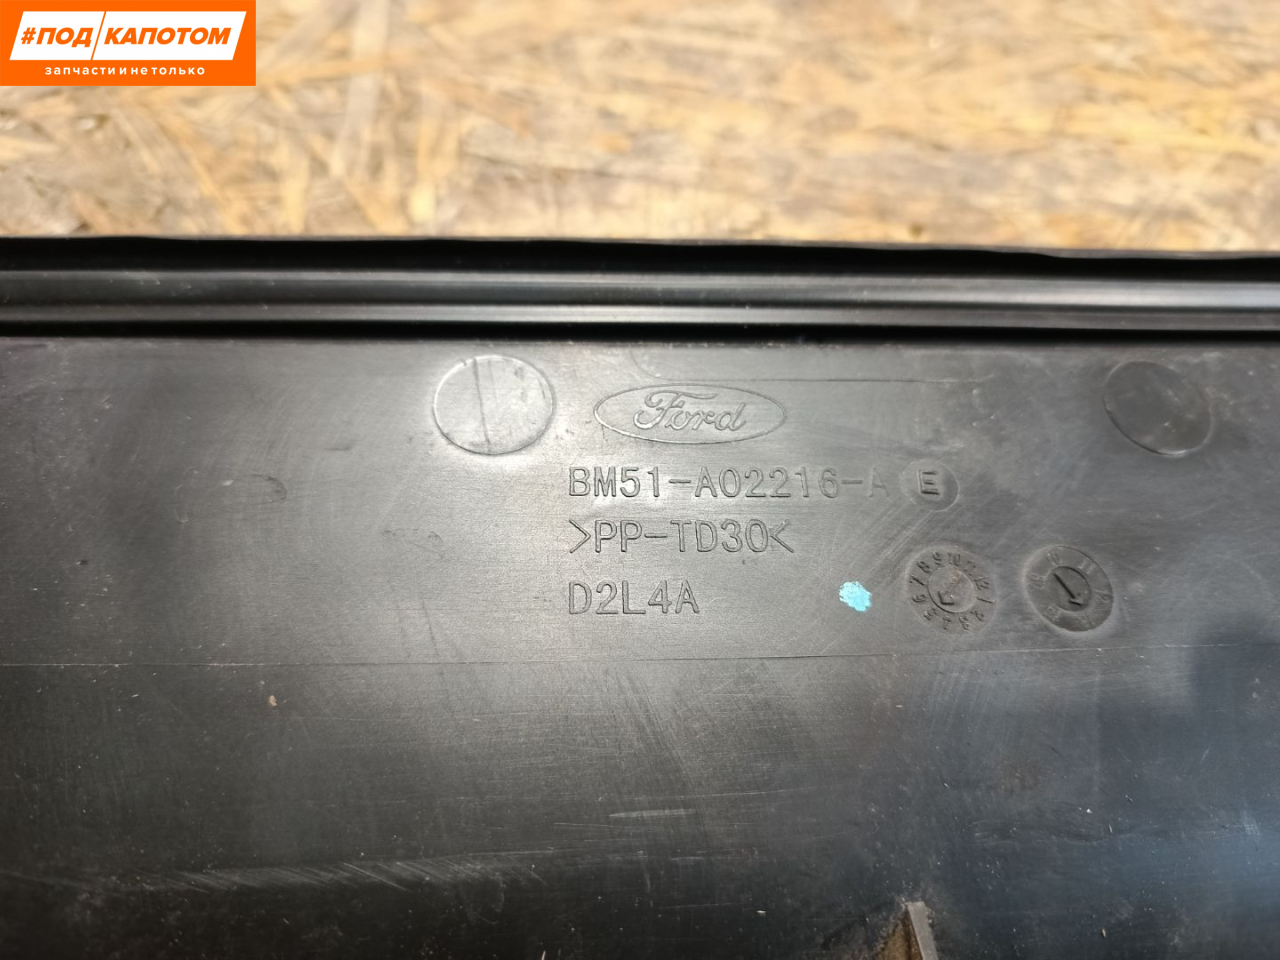 #ПОД КАПОТОМ
запчасти и не только
Ford
BM51-A02216-A E
>PP-TD30<
D2L4A